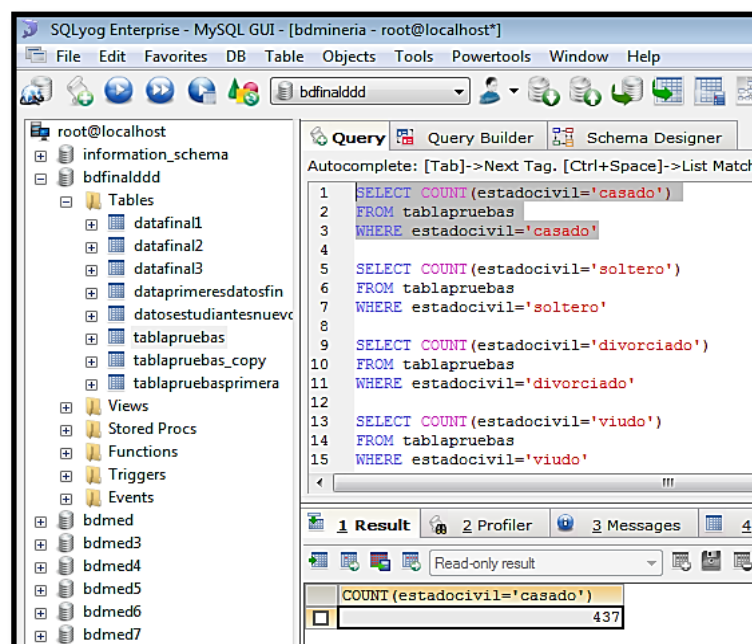 SQLyog Enterprise - MySQL GUI - [bdmineria - root@localhost*]
File Edit Favorites DB Table Objects Tools Powertools Window Help
bdfinalddd
root@localhost
information_schema
bdfinalddd
Tables
datafinal1
datafinal2
datafinal3
dataprimeresdatosfin
datosestudiantesnuevo
tablapruebas
tablapruebas_copy
tablapruebasprimera
Views
Stored Procs
Functions
Triggers
Events
bdmed
bdmed3
bdmed4
bdmed5
bdmed6
bdmed7
Query Query Builder Schema Designer
Autocomplete: [Tab]->Next Tag. [Ctrl+Space]->List Match
1 SELECT COUNT(estadocivil='casado')
2 FROM tablapruebas
3 WHERE estadocivil='casado'
4
5 SELECT COUNT(estadocivil='soltero')
6 FROM tablapruebas
7 WHERE estadocivil='soltero'
8
9 SELECT COUNT(estadocivil='divorciado')
10 FROM tablapruebas
11 WHERE estadocivil='divorciado'
12
13 SELECT COUNT(estadocivil='viudo')
14 FROM tablapruebas
15 WHERE estadocivil='viudo'
1 Result 2 Profiler 3 Messages 4
Read-only result
COUNT(estadocivil='casado')
437